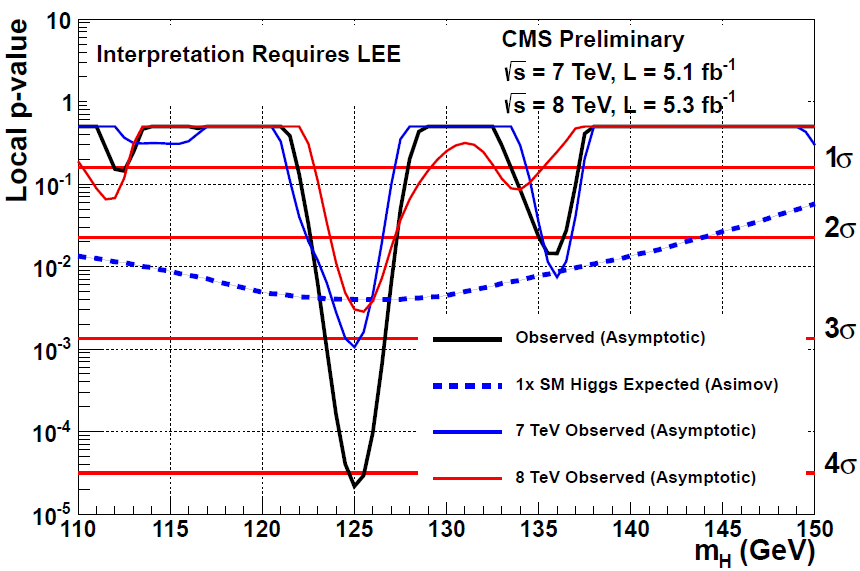 Local p-value
10
1
10⁻¹
10⁻²
10⁻³
10⁻⁴
10⁻⁵
Interpretation Requires LEE
CMS Preliminary
√s = 7 TeV, L = 5.1 fb⁻¹
√s = 8 TeV, L = 5.3 fb⁻¹
1σ
2σ
3σ
4σ
Observed (Asymptotic)
1x SM Higgs Expected (Asimov)
7 TeV Observed (Asymptotic)
8 TeV Observed (Asymptotic)
110 115 120 125 130 135 140 145 150
m_H (GeV)